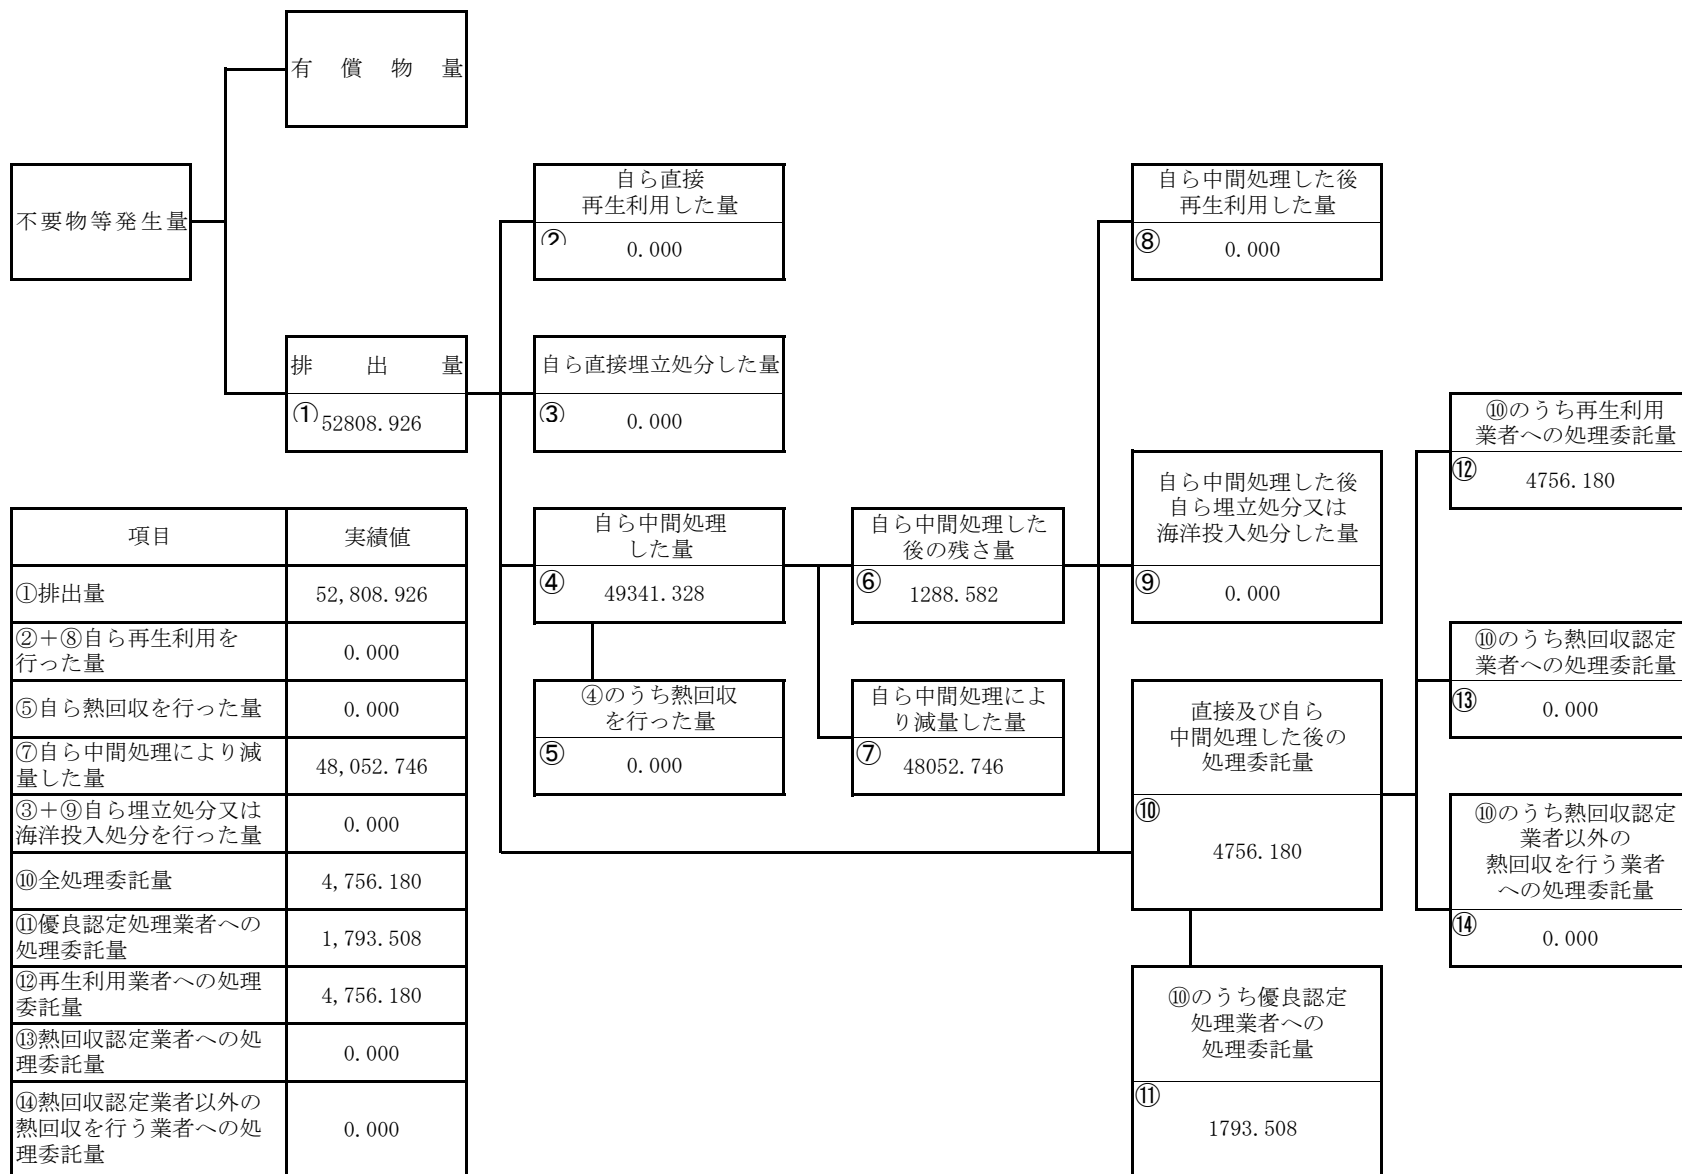 有償物量
不要物等発生量
排出量
①52808.926
自ら直接
再生利用した量
②
0.000
自ら直接埋立処分した量
③
0.000
自ら中間処理
した量
④
49341.328
④のうち熱回収
を行った量
⑤
0.000
自ら中間処理した
後の残さ量
⑥
1288.582
自ら中間処理によ
り減量した量
⑦
48052.746
自ら中間処理した後
再生利用した量
⑧
0.000
自ら中間処理した後
自ら埋立処分又は
海洋投入処分した量
⑨
0.000
直接及び自ら
中間処理した後の
処理委託量
⑩
4756.180
⑩のうち優良認定
処理業者への
処理委託量
⑪
1793.508
⑩のうち再生利用
業者への処理委託量
⑫
4756.180
⑩のうち熱回収認定
業者への処理委託量
⑬
0.000
⑩のうち熱回収認定
業者以外の
熱回収を行う業者
への処理委託量
⑭
0.000
項目 実績値
①排出量 52,808.926
②+⑧自ら再生利用を
行った量
0.000
⑤自ら熱回収を行った量 0.000
⑦自ら中間処理により減
量した量
48,052.746
③+⑨自ら埋立処分又は
海洋投入処分を行った量
0.000
⑩全処理委託量 4,756.180
⑪優良認定処理業者への
処理委託量
1,793.508
⑫再生利用業者への処理
委託量
4,756.180
⑬熱回収認定業者への処
理委託量
0.000
⑭熱回収認定業者以外の
熱回収を行う業者への処
理委託量
0.000